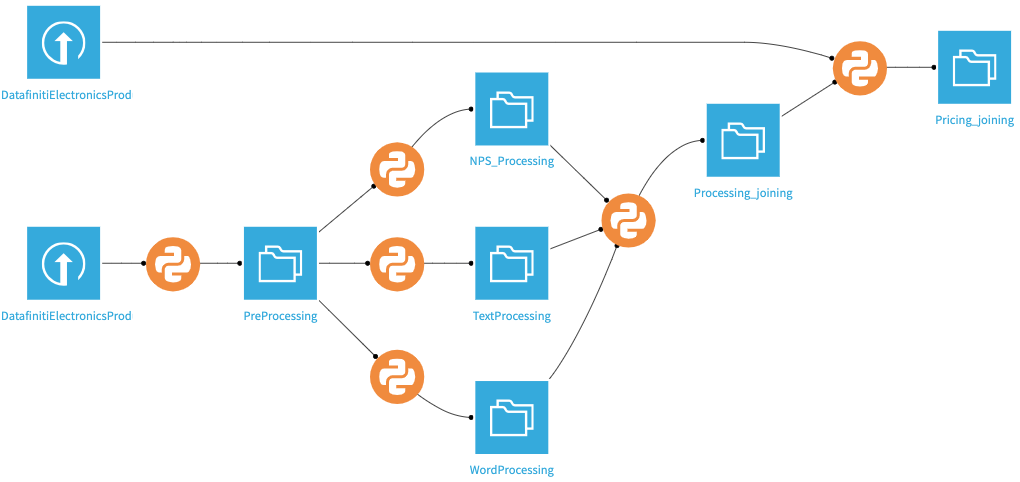 DatafinitiElectronicsProd
NPS_Processing
Pricing_joining
Processing_joining
DatafinitiElectronicsProd
PreProcessing
TextProcessing
WordProcessing